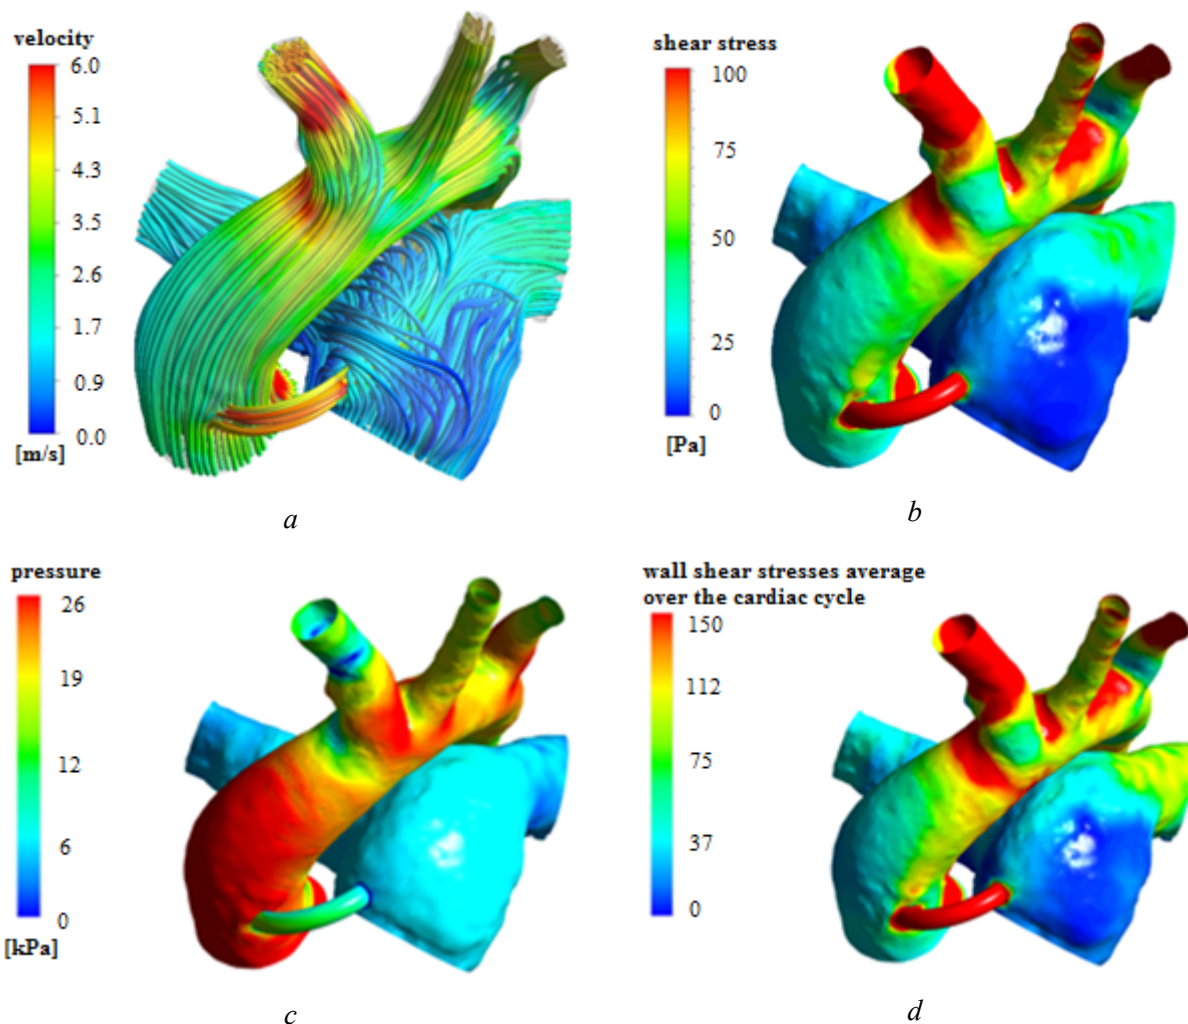 velocity
6.0
5.1
4.3
3.5
2.6
1.7
0.9
0.0
[m/s]
a
shear stress
100
75
50
25
0
[Pa]
b
pressure
26
19
12
6
0
[kPa]
c
wall shear stresses average
over the cardiac cycle
150
112
75
37
0
d